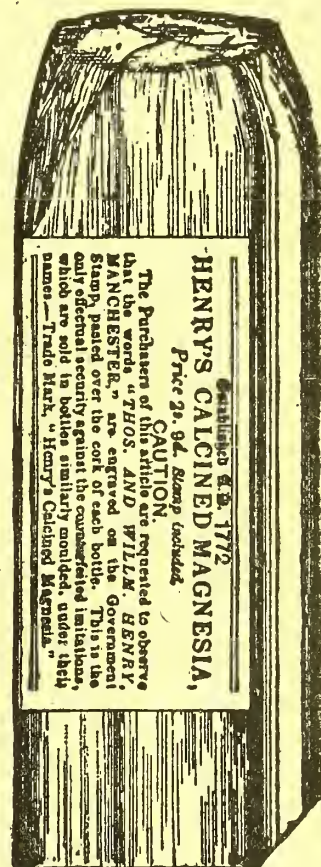 Established A.D. 1772
HENRY'S CALCINED MAGNESIA,
Price 2s. 9d. Stamp included.
CAUTION.
The Purchasers of this article are requested to observe
that the words "THOS. AND WILLM. HENRY,
MANCHESTER," are engraved on the Government
Stamp, pasted over the cork of each bottle. This is the
only effectual security against the counterfeited imitations,
which are sold in bottles similarly moulded, under their
names.—Trade Mark, "Henry's Calcined Magnesia."